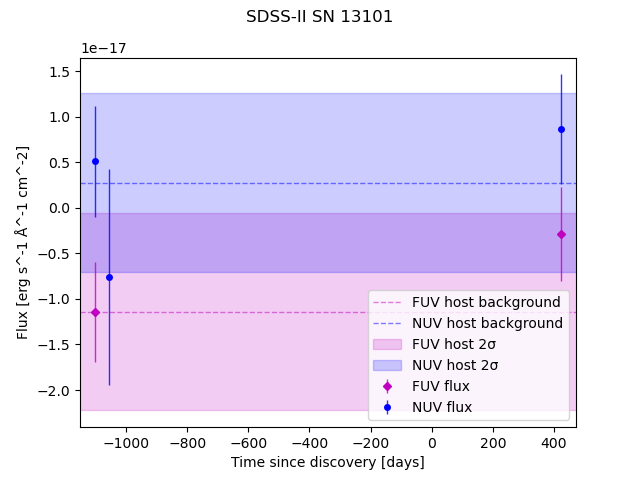 SDSS-II SN 13101
1e−17
1.5
1.0
0.5
0.0
−0.5
−1.0
−1.5
−2.0
Flux [erg s^-1 Å^-1 cm^-2]
FUV host background
NUV host background
FUV host 2σ
NUV host 2σ
FUV flux
NUV flux
−1000 −800 −600 −400 −200 0 200 400
Time since discovery [days]